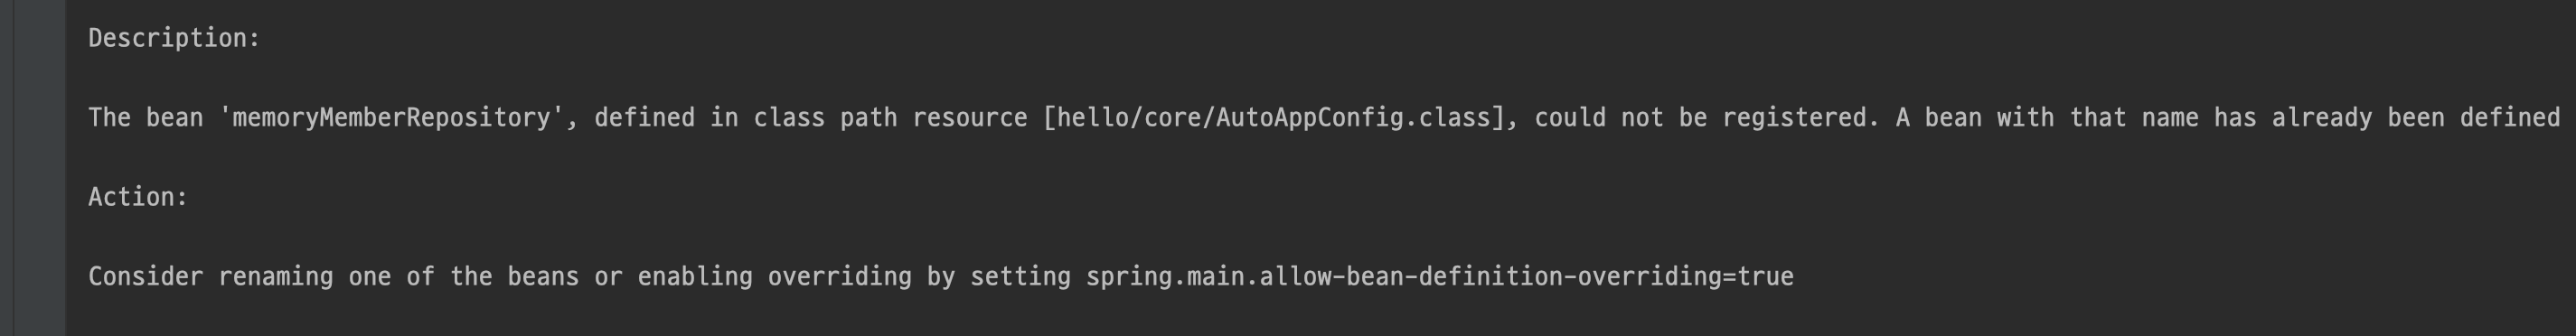 Description:
The bean 'memoryMemberRepository', defined in class path resource [hello/core/AutoAppConfig.class], could not be registered. A bean with that name has already been defined
Action:
Consider renaming one of the beans or enabling overriding by setting spring.main.allow-bean-definition-overriding=true